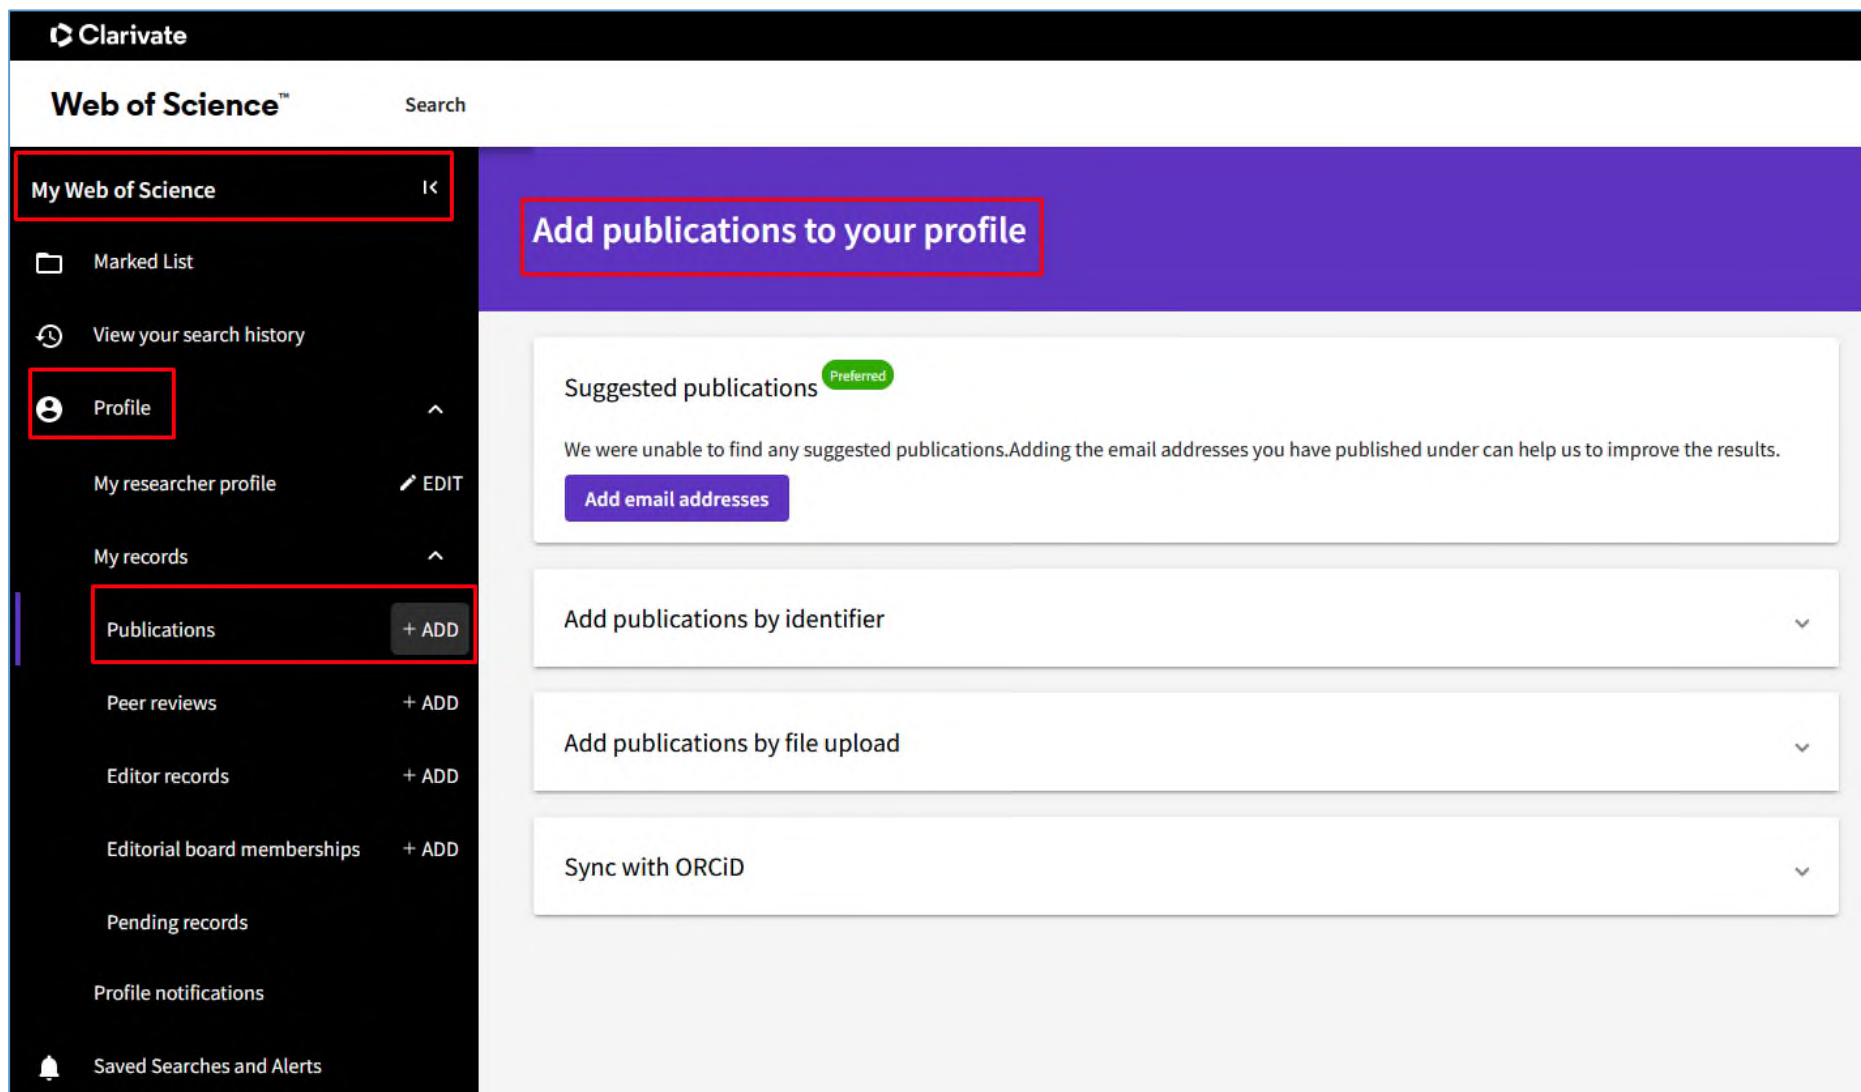 Clarivate
Web of Science™ Search
My Web of Science
Marked List
View your search history
Profile
My researcher profile EDIT
My records
Publications + ADD
Peer reviews + ADD
Editor records + ADD
Editorial board memberships + ADD
Pending records
Profile notifications
Saved Searches and Alerts
Add publications to your profile
Suggested publications Preferred
We were unable to find any suggested publications.Adding the email addresses you have published under can help us to improve the results.
Add email addresses
Add publications by identifier
Add publications by file upload
Sync with ORCiD